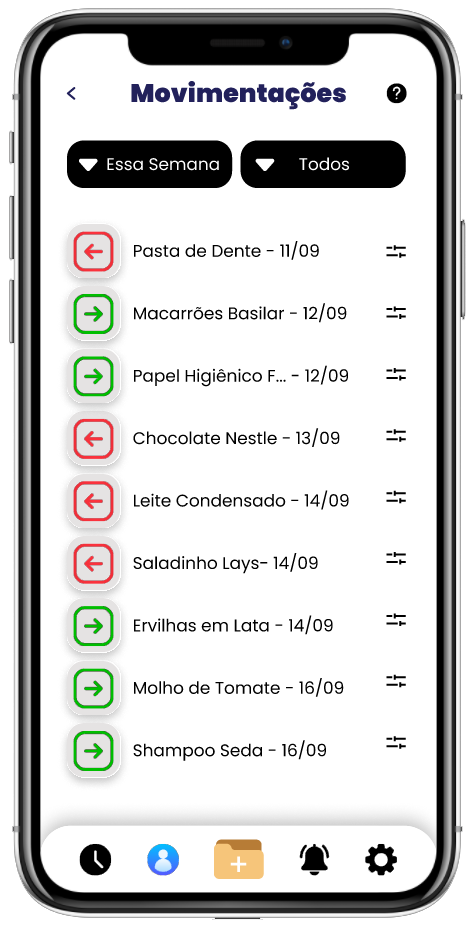 Movimentações
?
Essa Semana
Todos
Pasta de Dente - 11/09
Macarrões Basilar - 12/09
Papel Higiênico F... - 12/09
Chocolate Nestle - 13/09
Leite Condensado - 14/09
Saladinho Lays- 14/09
Ervilhas em Lata - 14/09
Molho de Tomate - 16/09
Shampoo Seda - 16/09